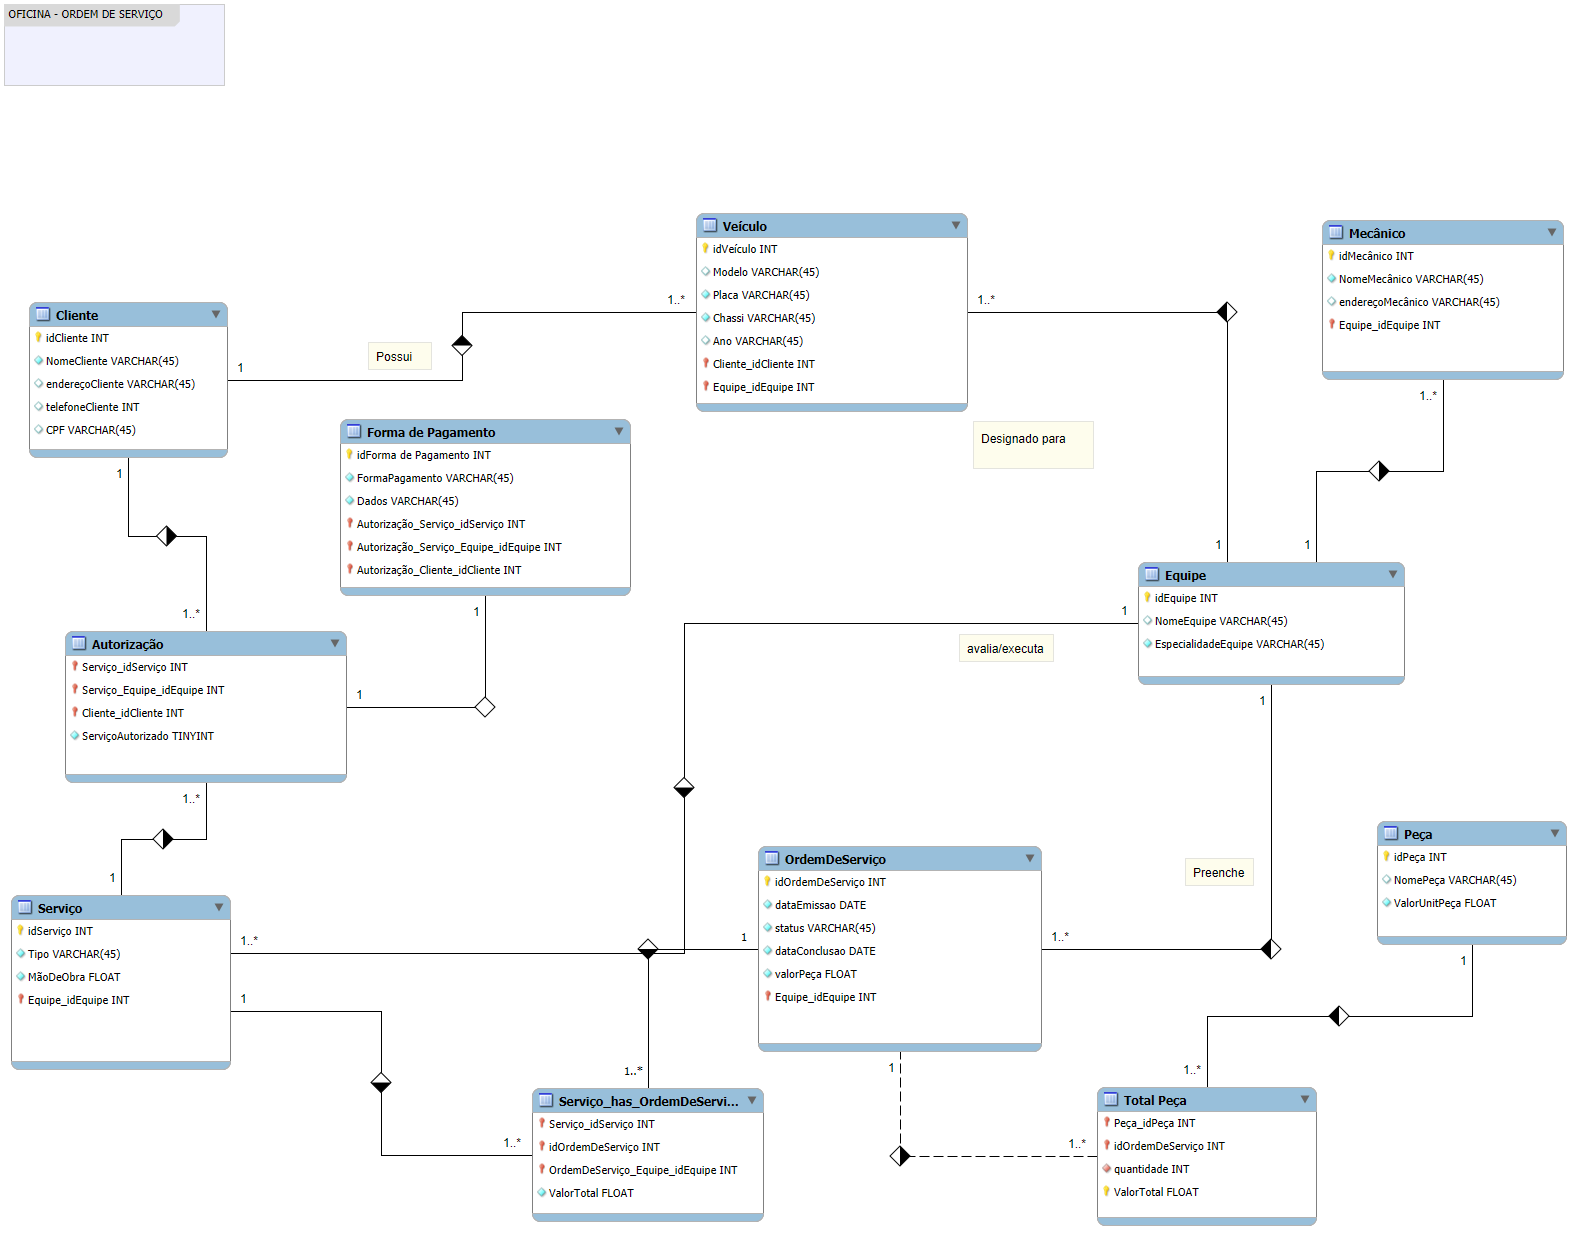 OFICINA - ORDEM DE SERVIÇO
Veículo
idVeículo INT
Modelo VARCHAR(45)
Placa VARCHAR(45)
Chassi VARCHAR(45)
Ano VARCHAR(45)
Cliente_idCliente INT
Equipe_idEquipe INT
Mecânico
idMecânico INT
NomeMecânico VARCHAR(45)
endereçoMecânico VARCHAR(45)
Equipe_idEquipe INT
Cliente
idCliente INT
NomeCliente VARCHAR(45)
endereçoCliente VARCHAR(45)
telefoneCliente INT
CPF VARCHAR(45)
1..*
1..*
Possui
1
1..*
Forma de Pagamento
idForma de Pagamento INT
FormaPagamento VARCHAR(45)
Dados VARCHAR(45)
Autorização_Serviço_idServiço INT
Autorização_Serviço_Equipe_idEquipe INT
Autorização_Cliente_idCliente INT
Designado para
1
1
1
Equipe
idEquipe INT
NomeEquipe VARCHAR(45)
EspecialidadeEquipe VARCHAR(45)
1..*
1
1
avalia/executa
Autorização
Serviço_idServiço INT
Serviço_Equipe_idEquipe INT
Cliente_idCliente INT
ServiçoAutorizado TINYINT
1
1
1..*
1
Serviço
idServiço INT
Tipo VARCHAR(45)
MãoDeObra FLOAT
Equipe_idEquipe INT
OrdemDeServiço
idOrdemDeServiço INT
dataEmissao DATE
status VARCHAR(45)
dataConclusao DATE
valorPeça FLOAT
Equipe_idEquipe INT
Preenche
Peça
idPeça INT
NomePeça VARCHAR(45)
ValorUnitPeça FLOAT
1..*
1
1..*
1
1
1..*
1
1..*
1..*
Serviço_has_OrdemDeServi...
Serviço_idServiço INT
idOrdemDeServiço INT
OrdemDeServiço_Equipe_idEquipe INT
ValorTotal FLOAT
1..*
Total Peça
Peça_idPeça INT
idOrdemDeServiço INT
quantidade INT
ValorTotal FLOAT